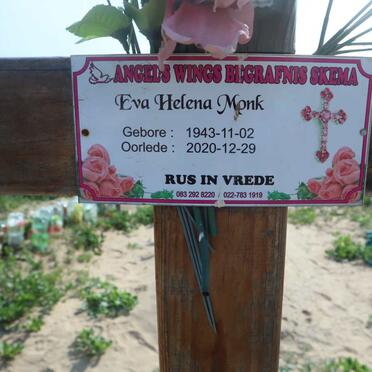 ANGEL'S WINGS BEGRAFNIS SKEMA
Eva Helena Monk
Gebore : 1943-11-02
Oorlede : 2020-12-29
RUS IN VREDE
083 292 8220 / 022-783 1919